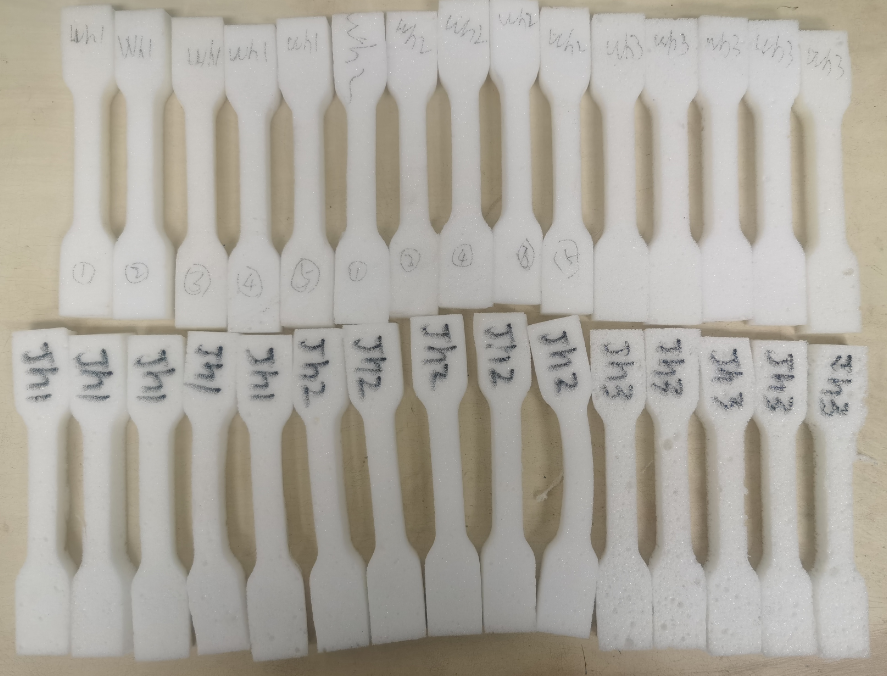 Wh1 Wh1 Wh1 Wh1 Wh1 Wh2 Wh2 Wh2 Wh2 Wh2 Wh3 Wh3 Wh3 Wh3 Wh3
① ② ③ ④ ⑤ ① ② ④
Jh1 Jh1 Jh1 Jh1 Jh1 Jh2 Jh2 Jh2 Jh2 Jh2 Jh3 Jh3 Jh3 Jh3 Jh3